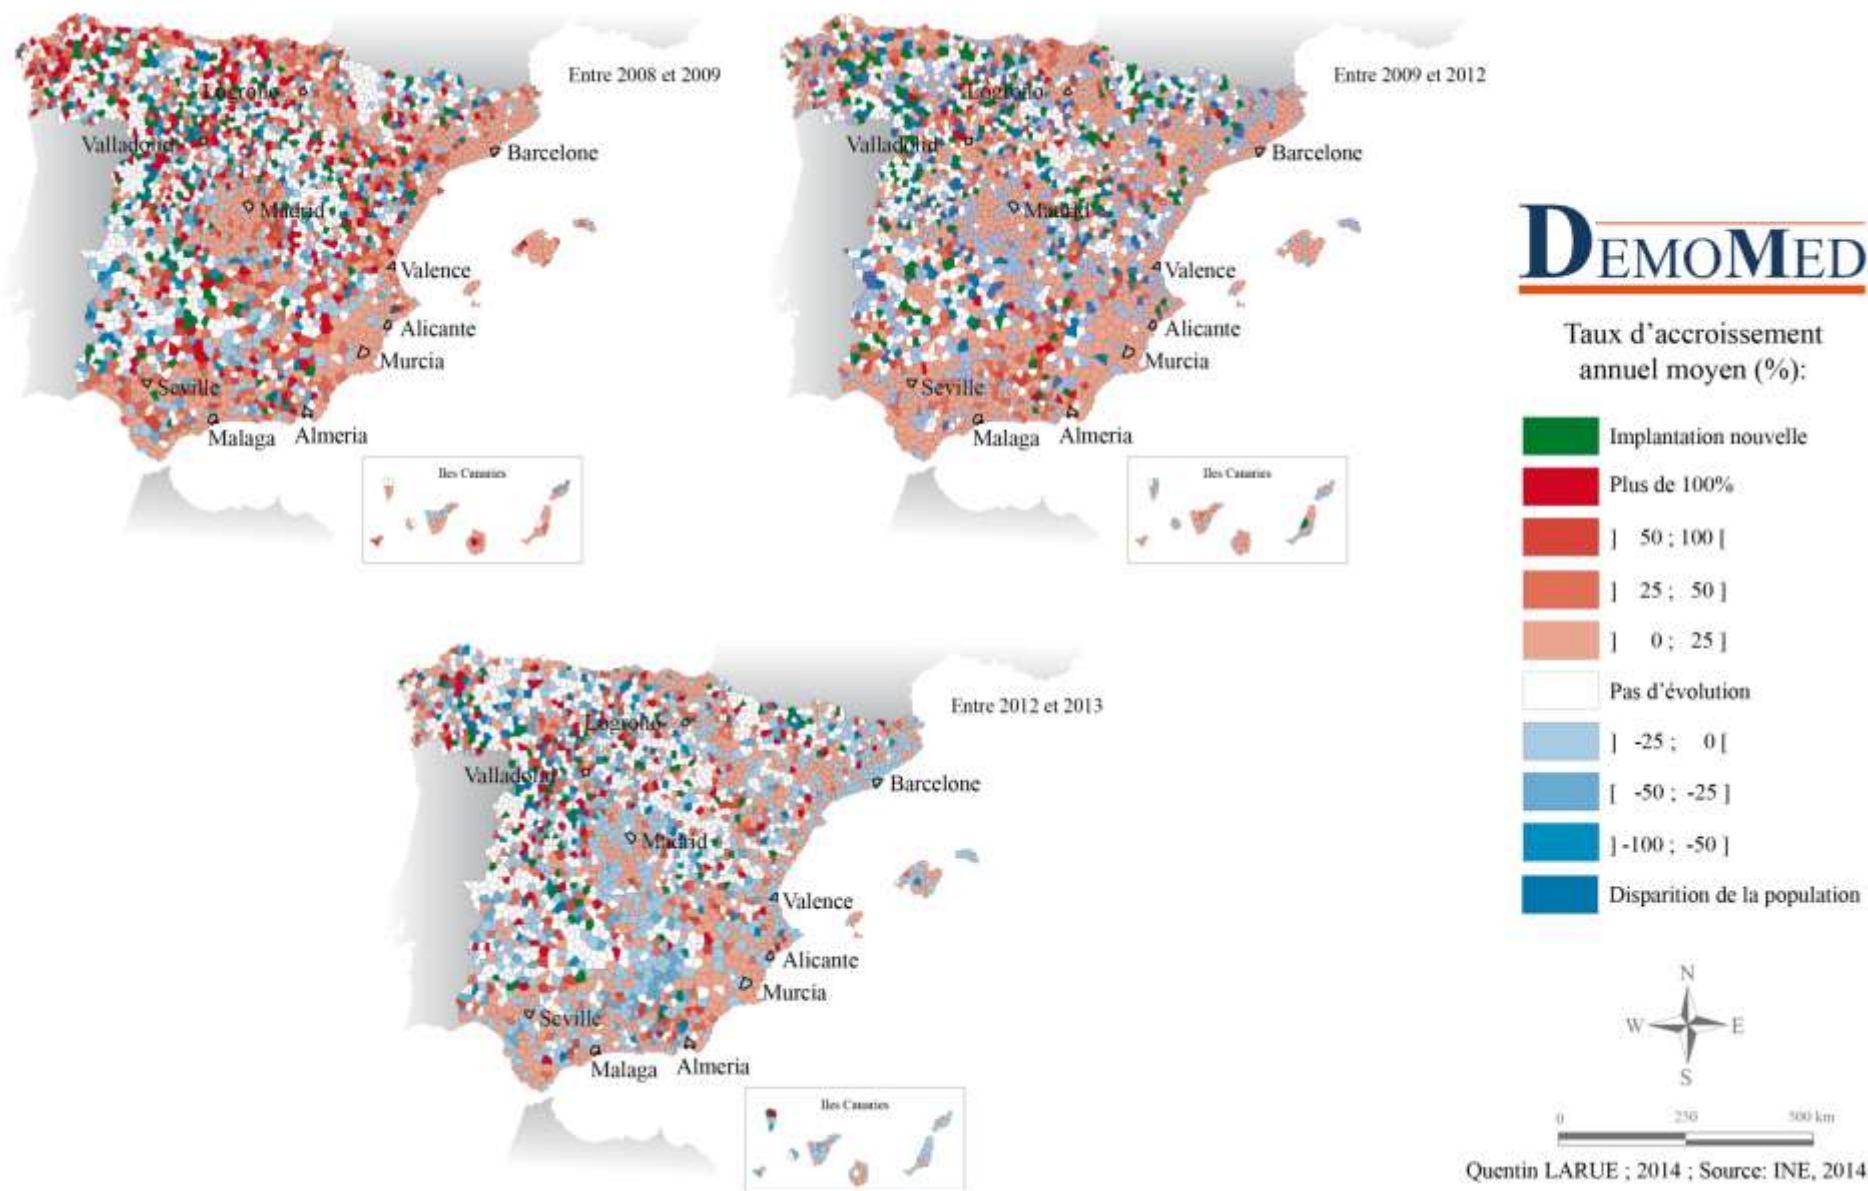 Entre 2008 et 2009
Logroño
Valladolid
Barcelone
Madrid
Valence
Alicante
Murcia
Seville
Malaga
Almeria
Iles Canaries
Entre 2009 et 2012
Logroño
Valladolid
Barcelone
Madrid
Valence
Alicante
Murcia
Seville
Malaga
Almeria
Iles Canaries
Entre 2012 et 2013
Logroño
Valladolid
Barcelone
Madrid
Valence
Alicante
Murcia
Seville
Malaga
Almeria
Iles Canaries
DEMOMED
Taux d'accroissement
annuel moyen (%):
Implantation nouvelle
Plus de 100%
] 50 ; 100 [
] 25 ; 50 ]
] 0 ; 25 ]
Pas d'évolution
] -25 ; 0 [
[ -50 ; -25 ]
] -100 ; -50 ]
Disparition de la population
N
W E
S
0 250 500 km
Quentin LARUE ; 2014 ; Source: INE, 2014